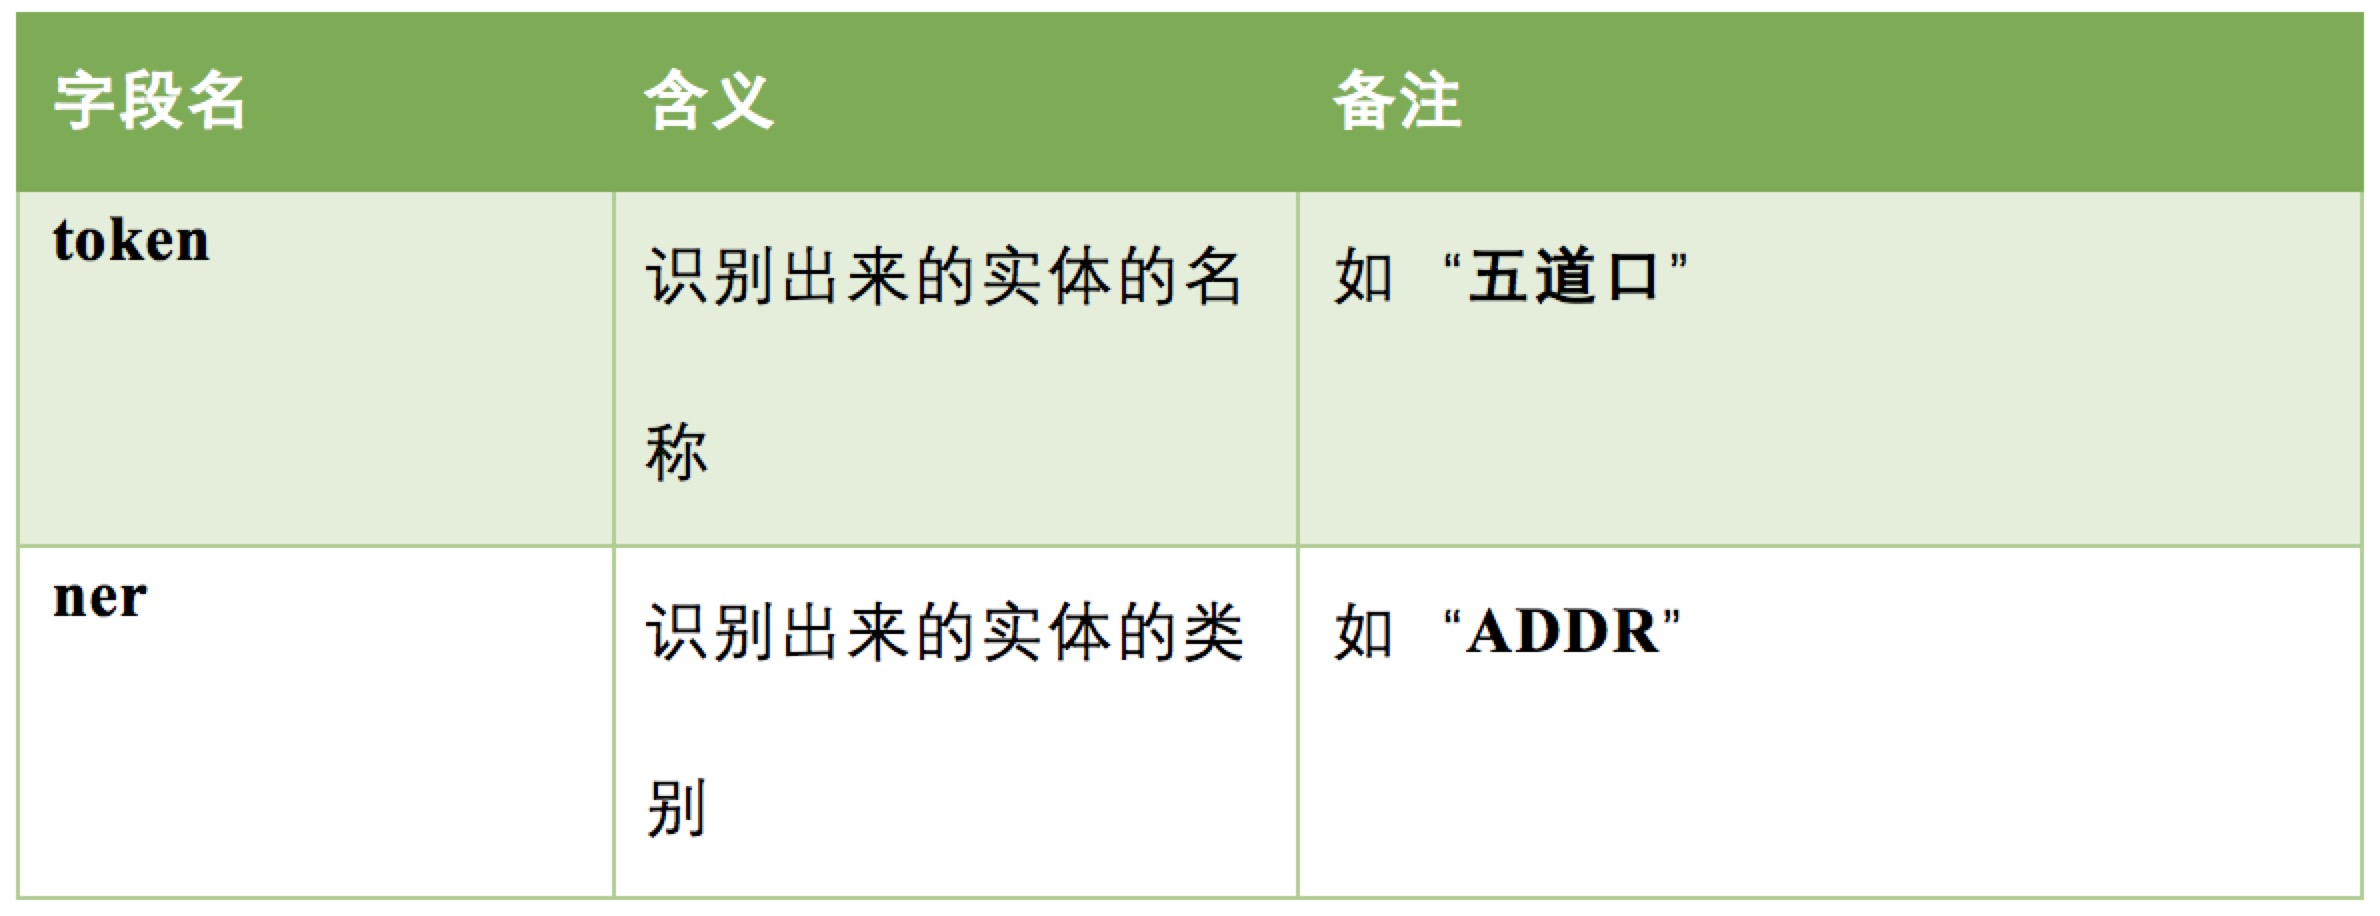 字段名 含义 备注
token 识别出来的实体的名 如 “五道口”
称
ner 识别出来的实体的类 如 “ADDR”
别